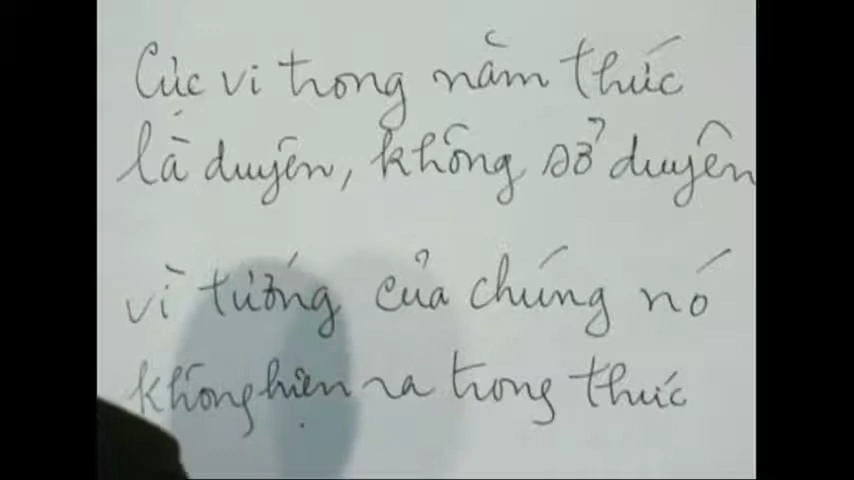 Cực vi trong năm thức
là duyên, không sở duyên
vì tướng của chúng nó
không hiện ra trong thức